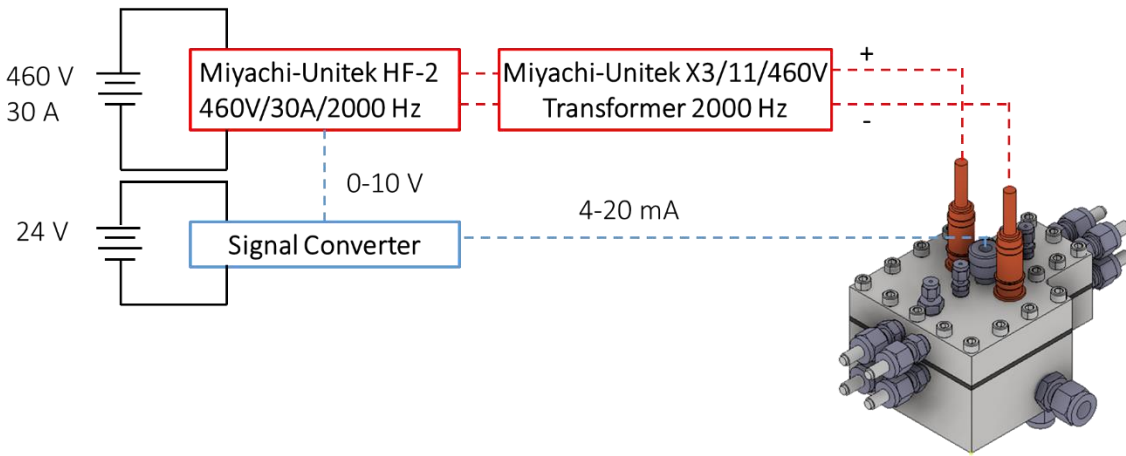 460 V
30 A
Miyachi-Unitek HF-2
460V/30A/2000 Hz
Miyachi-Unitek X3/11/460V
Transformer 2000 Hz
+
-
0-10 V
4-20 mA
24 V
Signal Converter